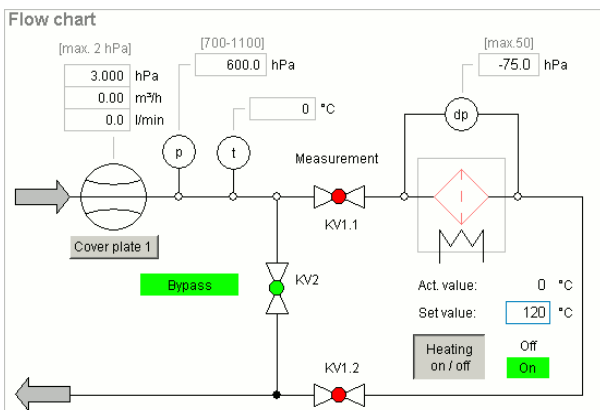 Flow chart
[max. 2 hPa]
[700-1100]
[max.50]
3.000 hPa
600.0 hPa
-75.0 hPa
0.00 m³/h
0.0 l/min
0 °C
dp
p
t
Measurement
KV1.1
Cover plate 1
Bypass
KV2
Act. value: 0 °C
Set value: 120 °C
Heating
on / off
Off
On
KV1.2